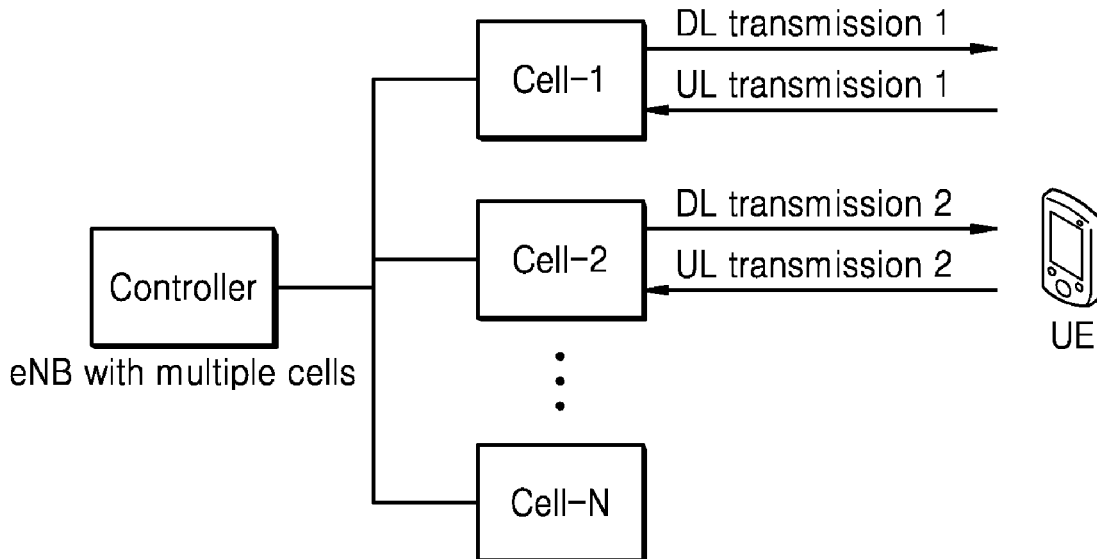 DL transmission 1
Cell-1
UL transmission 1
DL transmission 2
Cell-2
UL transmission 2
Controller
eNB with multiple cells
UE
Cell-N